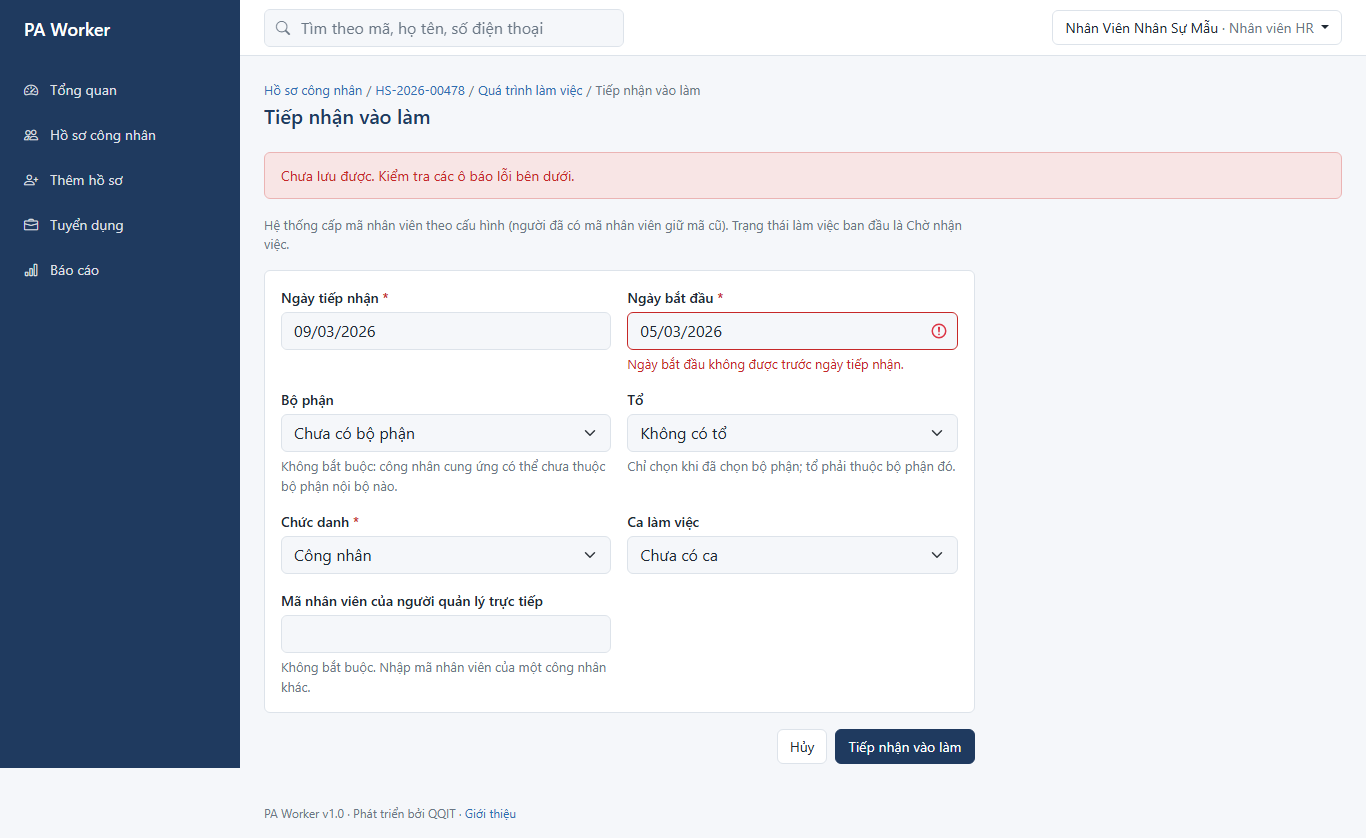 PA Worker
Tìm theo mã, họ tên, số điện thoại
Nhân Viên Nhân Sự Mẫu · Nhân viên HR
Tổng quan
Hồ sơ công nhân
Thêm hồ sơ
Tuyển dụng
Báo cáo
Hồ sơ công nhân / HS-2026-00478 / Quá trình làm việc / Tiếp nhận vào làm
Tiếp nhận vào làm
Chưa lưu được. Kiểm tra các ô báo lỗi bên dưới.
Hệ thống cấp mã nhân viên theo cấu hình (người đã có mã nhân viên giữ mã cũ). Trạng thái làm việc ban đầu là Chờ nhận
việc.
Ngày tiếp nhận *
09/03/2026
Ngày bắt đầu *
05/03/2026
Ngày bắt đầu không được trước ngày tiếp nhận.
Bộ phận
Chưa có bộ phận
Không bắt buộc: công nhân cung ứng có thể chưa thuộc
bộ phận nội bộ nào.
Tổ
Không có tổ
Chỉ chọn khi đã chọn bộ phận; tổ phải thuộc bộ phận đó.
Chức danh *
Công nhân
Ca làm việc
Chưa có ca
Mã nhân viên của người quản lý trực tiếp
Không bắt buộc. Nhập mã nhân viên của một công nhân
khác.
Hủy
Tiếp nhận vào làm
PA Worker v1.0 · Phát triển bởi QQIT · Giới thiệu